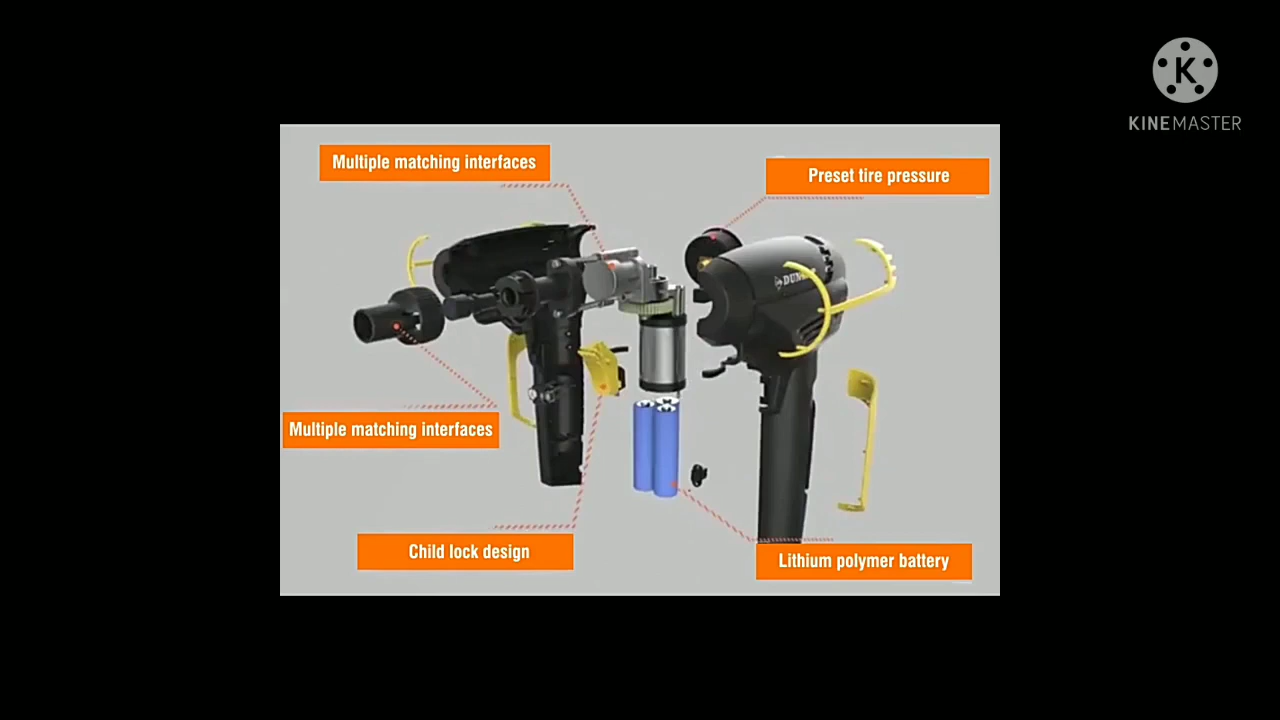 K
KINEMASTER
Multiple matching interfaces
Preset tire pressure
Multiple matching interfaces
Child lock design
Lithium polymer battery